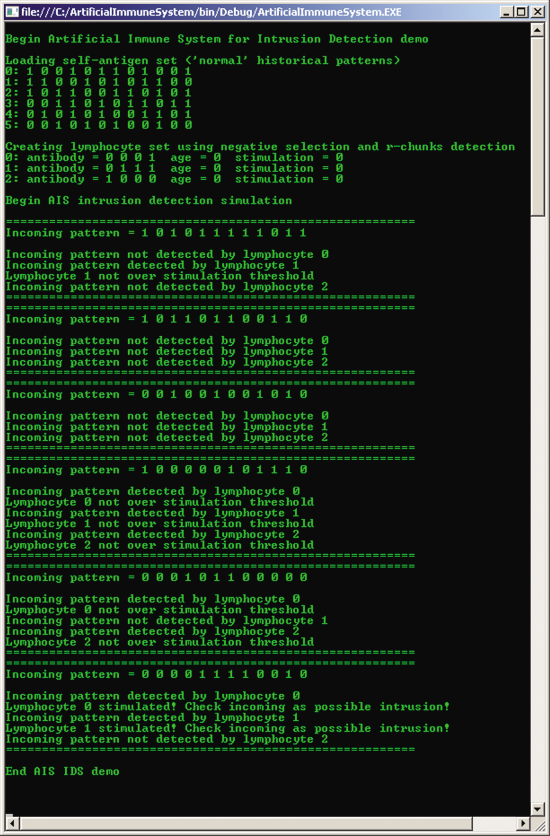 file:///C:/ArtificialImmuneSystem/bin/Debug/ArtificialImmuneSystem.EXE
Begin Artificial Immune System for Intrusion Detection demo
Loading self-antigen set ('normal' historical patterns)
0: 1 0 0 1 0 1 1 0 1 0 0 1
1: 1 1 0 0 1 0 1 0 1 1 0 0
2: 1 0 1 1 0 0 1 1 0 1 0 1
3: 0 0 1 1 0 1 0 1 1 0 1 1
4: 0 1 0 1 0 1 0 0 1 1 0 1
5: 0 0 1 0 1 0 1 0 0 1 0 0
Creating lymphocyte set using negative selection and r-chunks detection
0: antibody = 0 0 0 1  age = 0  stimulation = 0
1: antibody = 0 1 1 1  age = 0  stimulation = 0
2: antibody = 1 0 0 0  age = 0  stimulation = 0
Begin AIS intrusion detection simulation
=========================================================
Incoming pattern = 1 0 1 0 1 1 1 1 1 0 1 1
Incoming pattern not detected by lymphocyte 0
Incoming pattern detected by lymphocyte 1
Lymphocyte 1 not over stimulation threshold
Incoming pattern not detected by lymphocyte 2
=========================================================
=========================================================
Incoming pattern = 1 0 1 1 0 1 1 0 0 1 1 0
Incoming pattern not detected by lymphocyte 0
Incoming pattern not detected by lymphocyte 1
Incoming pattern not detected by lymphocyte 2
=========================================================
=========================================================
Incoming pattern = 0 0 1 0 0 1 0 0 1 0 1 0
Incoming pattern not detected by lymphocyte 0
Incoming pattern not detected by lymphocyte 1
Incoming pattern not detected by lymphocyte 2
=========================================================
=========================================================
Incoming pattern = 1 0 0 0 0 0 1 0 1 1 1 0
Incoming pattern detected by lymphocyte 0
Lymphocyte 0 not over stimulation threshold
Incoming pattern detected by lymphocyte 1
Lymphocyte 1 not over stimulation threshold
Incoming pattern detected by lymphocyte 2
Lymphocyte 2 not over stimulation threshold
=========================================================
=========================================================
Incoming pattern = 0 0 0 1 0 1 1 0 0 0 0 0
Incoming pattern detected by lymphocyte 0
Lymphocyte 0 not over stimulation threshold
Incoming pattern not detected by lymphocyte 1
Incoming pattern detected by lymphocyte 2
Lymphocyte 2 not over stimulation threshold
=========================================================
=========================================================
Incoming pattern = 0 0 0 0 1 1 1 1 0 0 1 0
Incoming pattern detected by lymphocyte 0
Lymphocyte 0 stimulated! Check incoming as possible intrusion!
Incoming pattern detected by lymphocyte 1
Lymphocyte 1 stimulated! Check incoming as possible intrusion!
Incoming pattern not detected by lymphocyte 2
=========================================================
End AIS IDS demo